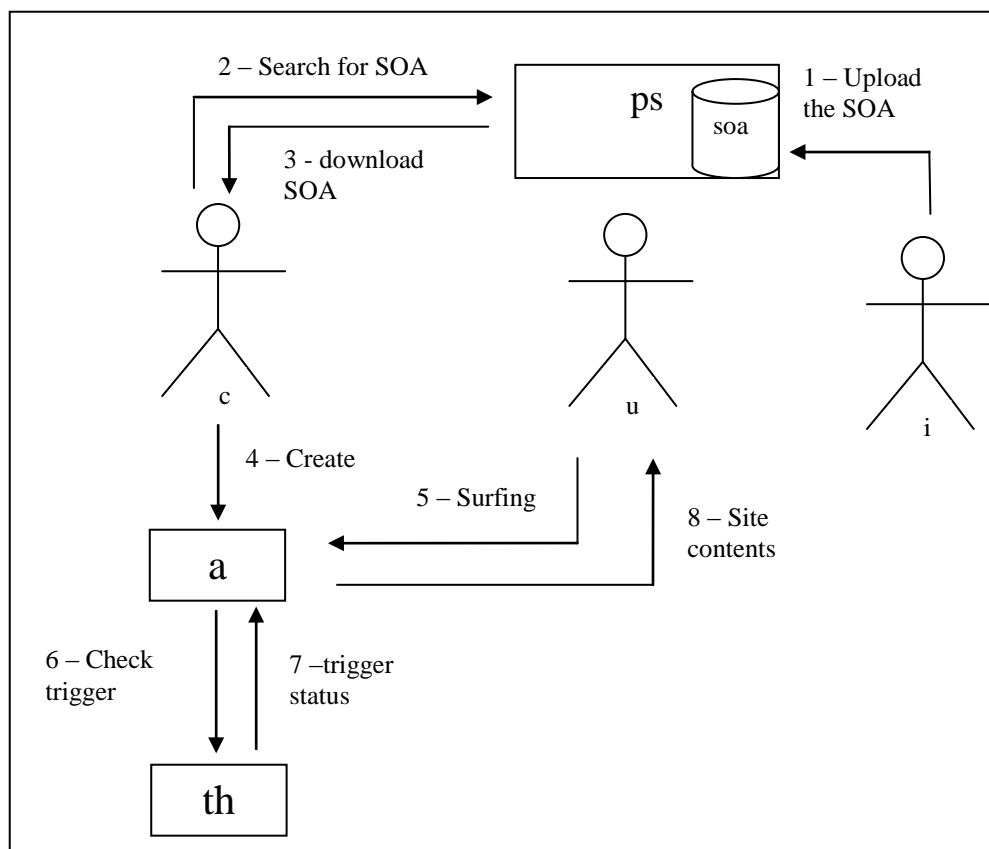 2 – Search for SOA
1 – Upload
the SOA
ps
soa
3 - download
SOA
c
u
i
4 – Create
5 – Surfing
8 – Site
contents
a
6 – Check
trigger
7 –trigger
status
th